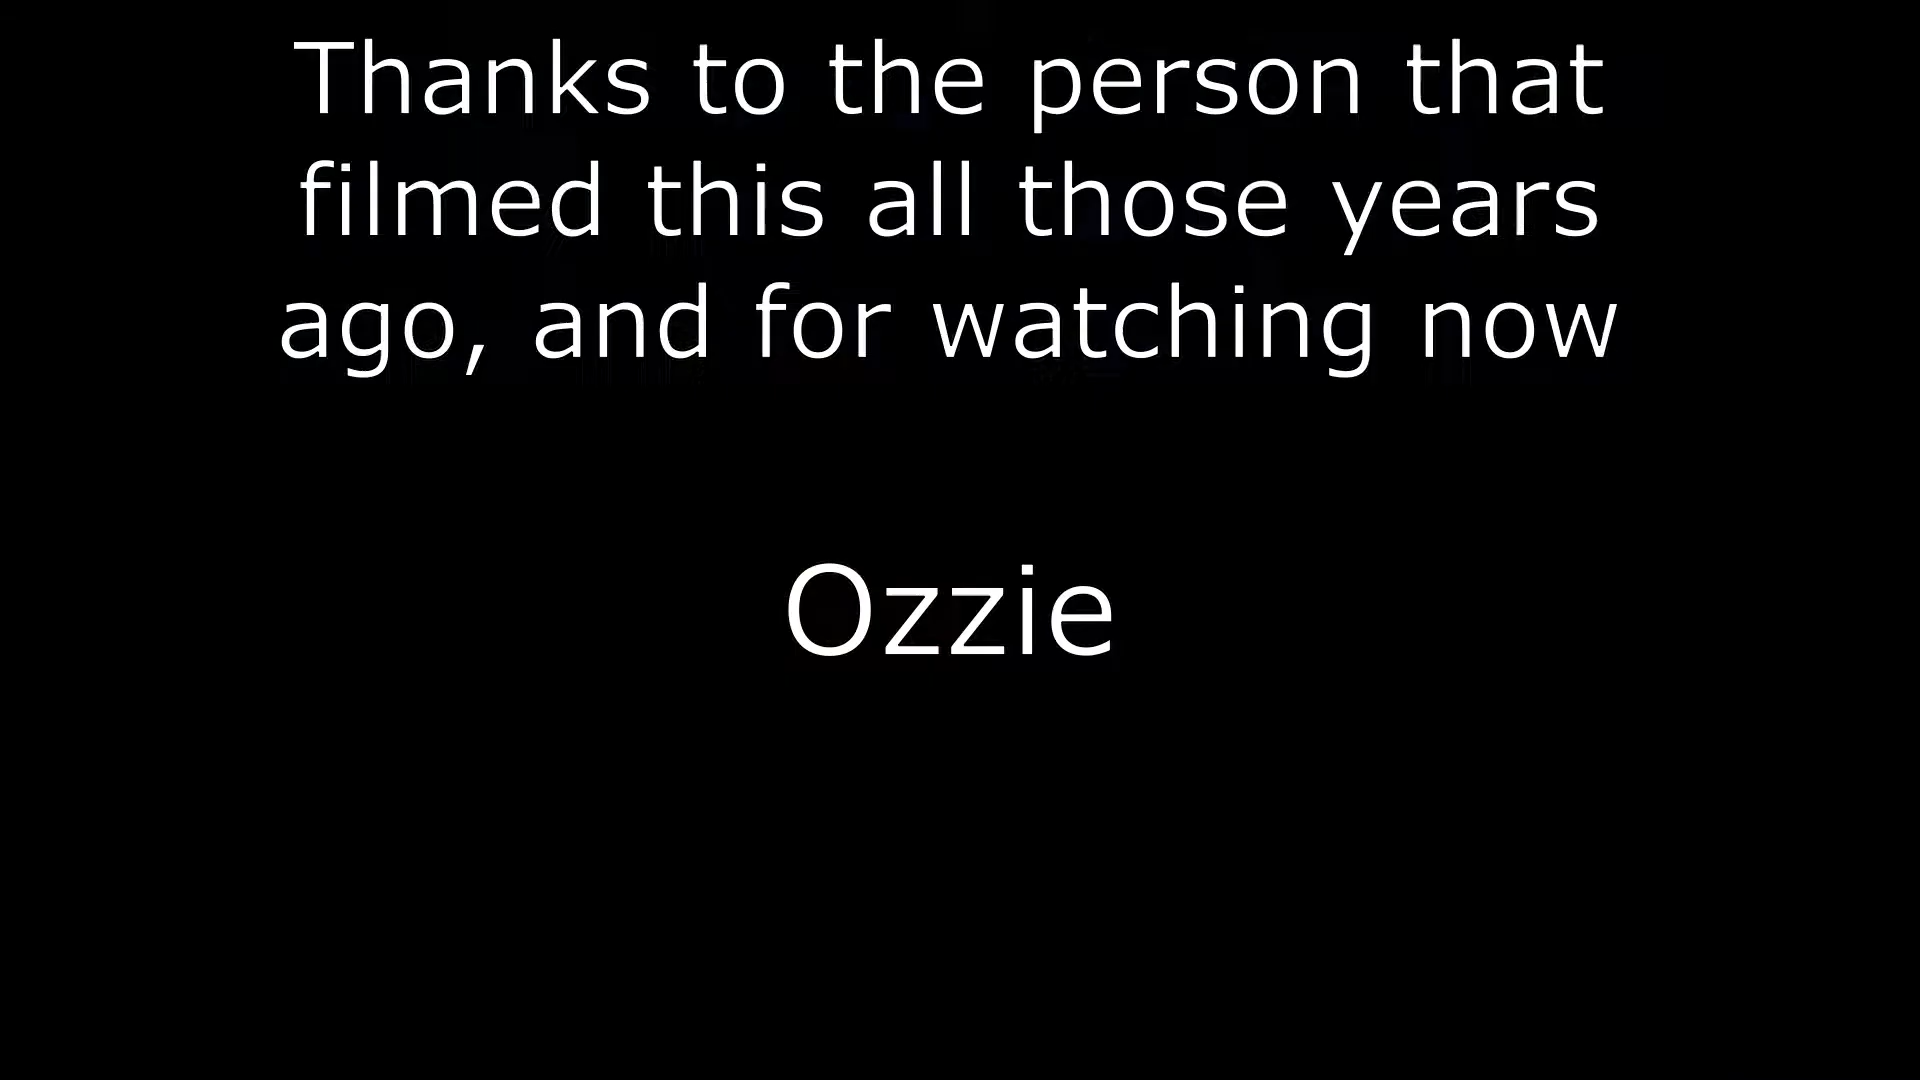 Thanks to the person that
filmed this all those years
ago, and for watching now
Ozzie